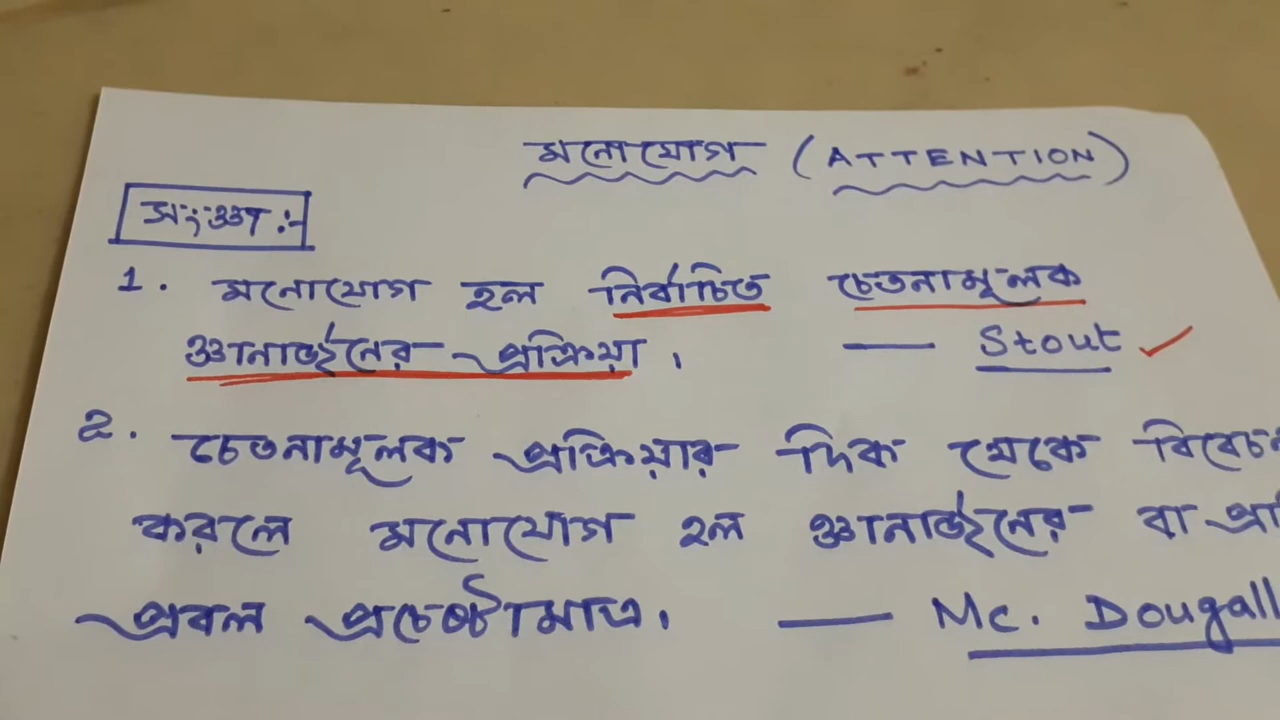 মনোযোগ (ATTENTION)
সংজ্ঞা :-
1. মনোযোগ হল নির্বাচিত চেতনামূলক
জ্ঞানার্জনের প্রক্রিয়া। — Stout ✓
2. চেতনামূলক প্রক্রিয়ার দিক থেকে
করলে মনোযোগ হল জ্ঞানার্জনের বা
প্রবল প্রচেষ্টামাত্র। — Mc. Dougall